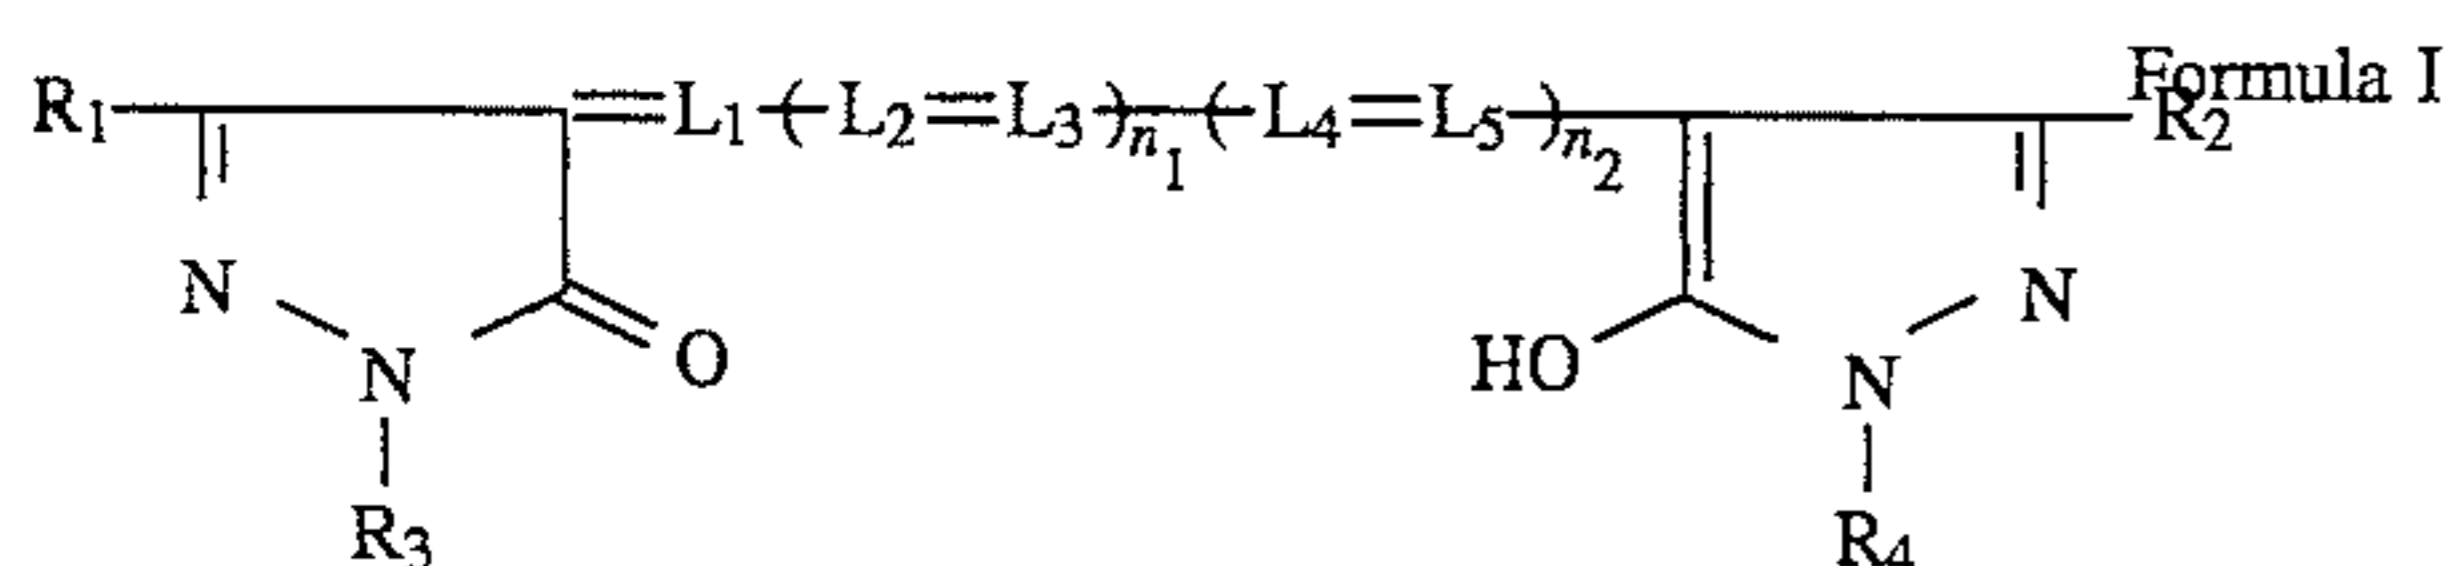 Formula I
R1 =L1-( L2=L3 )n1 ( L4=L5 )n2 R2
N N
N O HO N
R3 R4